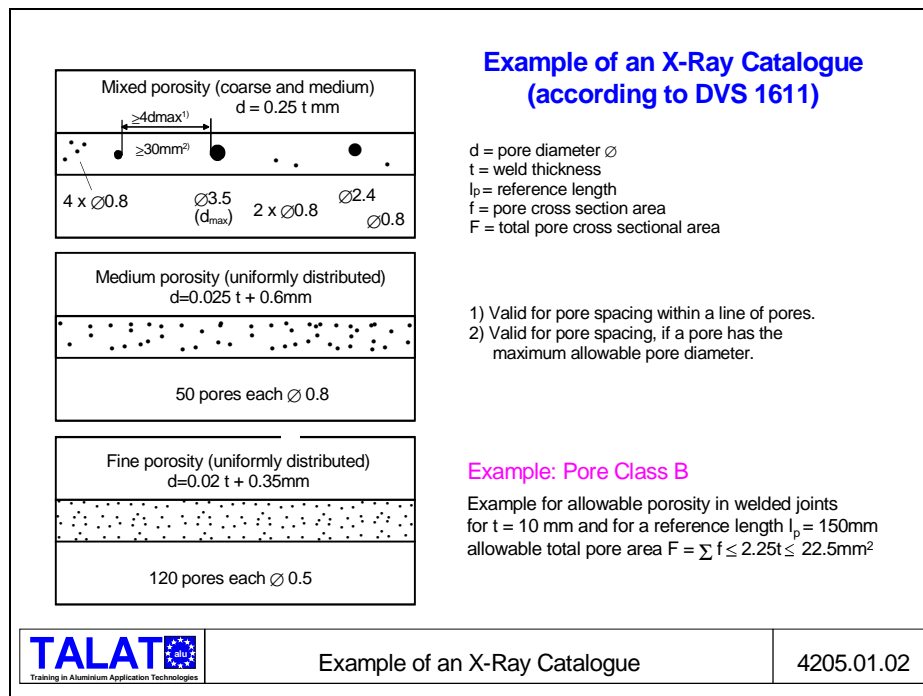 Example of an X-Ray Catalogue
(according to DVS 1611)
Mixed porosity (coarse and medium)
d = 0.25 t mm
≥4dmax¹⁾
≥30mm²⁾
4 x ∅0.8
∅3.5
(dₘₐₓ)
2 x ∅0.8
∅2.4
∅0.8
d = pore diameter ∅
t = weld thickness
lₚ= reference length
f = pore cross section area
F = total pore cross sectional area
Medium porosity (uniformly distributed)
d=0.025 t + 0.6mm
50 pores each ∅ 0.8
1) Valid for pore spacing within a line of pores.
2) Valid for pore spacing, if a pore has the
maximum allowable pore diameter.
Fine porosity (uniformly distributed)
d=0.02 t + 0.35mm
120 pores each ∅ 0.5
Example: Pore Class B
Example for allowable porosity in welded joints
for t = 10 mm and for a reference length lₚ = 150mm
allowable total pore area F = ∑ f ≤ 2.25t ≤ 22.5mm²
TALAT
alu
Training in Aluminium Application Technologies
Example of an X-Ray Catalogue
4205.01.02